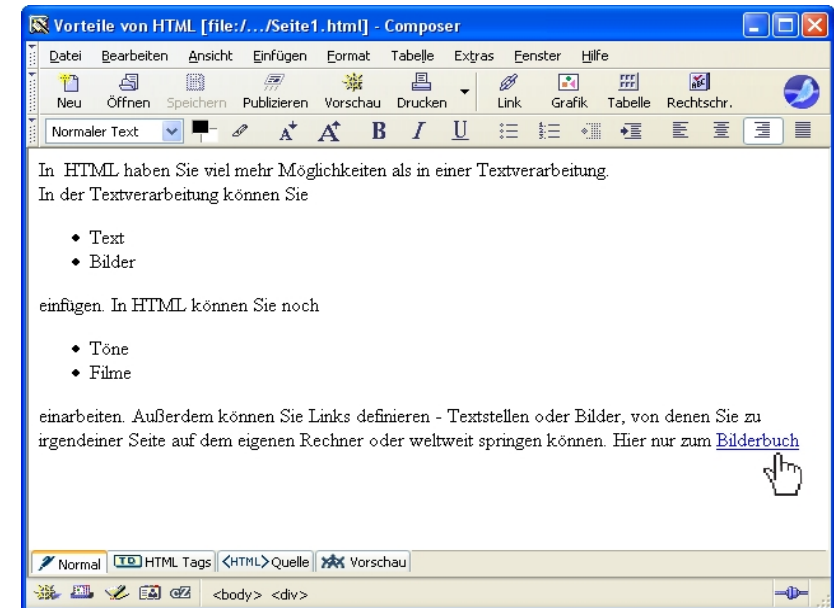 Vorteile von HTML [file:/.../Seite1.html] - Composer
Datei Bearbeiten Ansicht Einfügen Format Tabelle Extras Fenster Hilfe
Neu Öffnen Speichern Publizieren Vorschau Drucken Link Grafik Tabelle Rechtschr.
Normaler Text A A B I U
In HTML haben Sie viel mehr Möglichkeiten als in einer Textverarbeitung.
In der Textverarbeitung können Sie
• Text
• Bilder
einfügen. In HTML können Sie noch
• Töne
• Filme
einarbeiten. Außerdem können Sie Links definieren - Textstellen oder Bilder, von denen Sie zu
irgendeiner Seite auf dem eigenen Rechner oder weltweit springen können. Hier nur zum Bilderbuch
Normal TD HTML Tags <HTML> Quelle Vorschau
<body> <div>